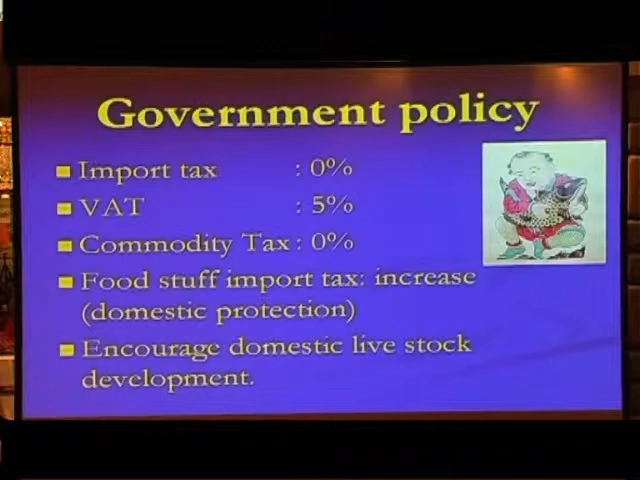 Government policy
Import tax : 0%
VAT : 5%
Commodity Tax : 0%
Food stuff import tax: increase
(domestic protection)
Encourage domestic live stock
development.